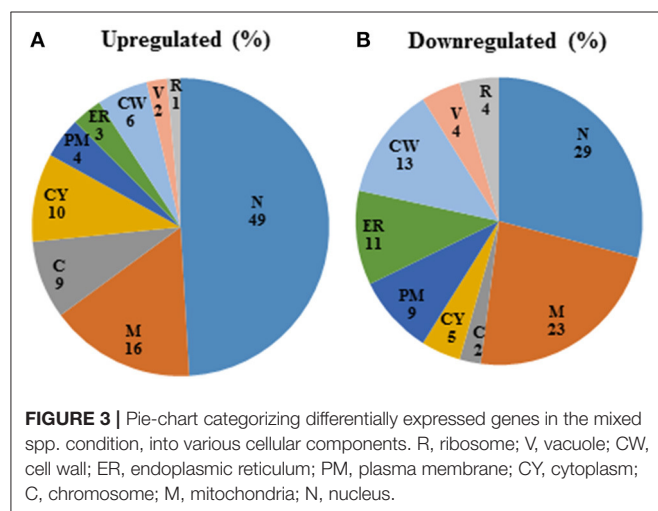 A Upregulated (%)
B Downregulated (%)
R
1
V
2
CW
6
ER
3
PM
4
CY
10
C
9
M
16
N
49
R
4
V
4
CW
13
ER
11
PM
9
CY
5
C
2
M
23
N
29
FIGURE 3 | Pie-chart categorizing differentially expressed genes in the mixed
spp. condition, into various cellular components. R, ribosome; V, vacuole; CW,
cell wall; ER, endoplasmic reticulum; PM, plasma membrane; CY, cytoplasm;
C, chromosome; M, mitochondria; N, nucleus.